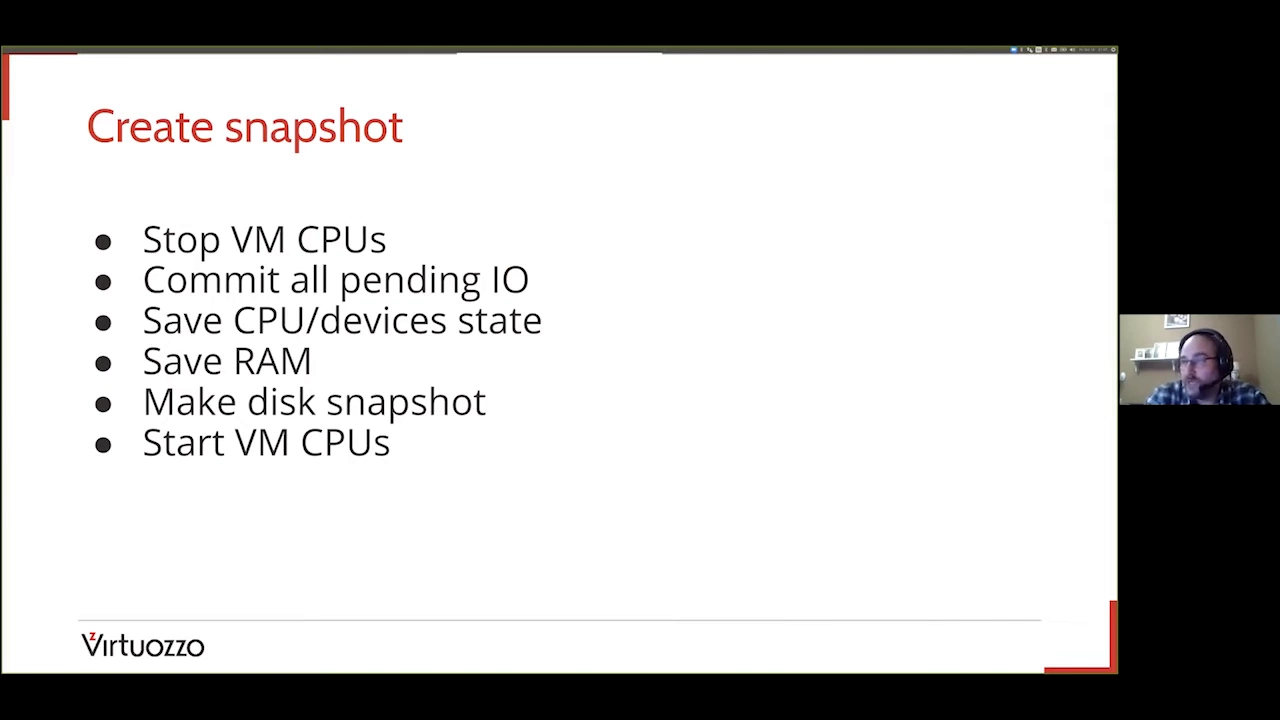 Create snapshot
● Stop VM CPUs
● Commit all pending IO
● Save CPU/devices state
● Save RAM
● Make disk snapshot
● Start VM CPUs
Virtuozzo